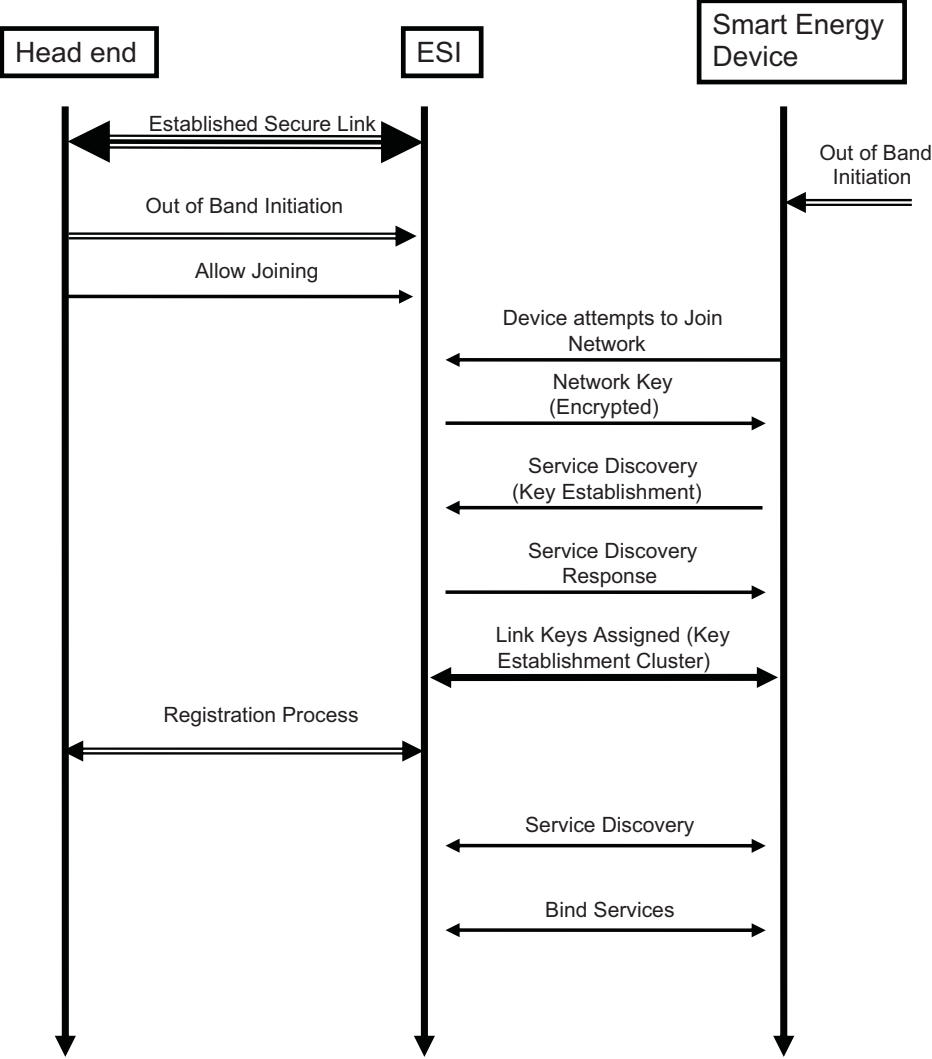 Head end
ESI
Smart Energy
Device
Established Secure Link
Out of Band
Initiation
Out of Band Initiation
Allow Joining
Device attempts to Join
Network
Network Key
(Encrypted)
Service Discovery
(Key Establishment)
Service Discovery
Response
Link Keys Assigned (Key
Establishment Cluster)
Registration Process
Service Discovery
Bind Services